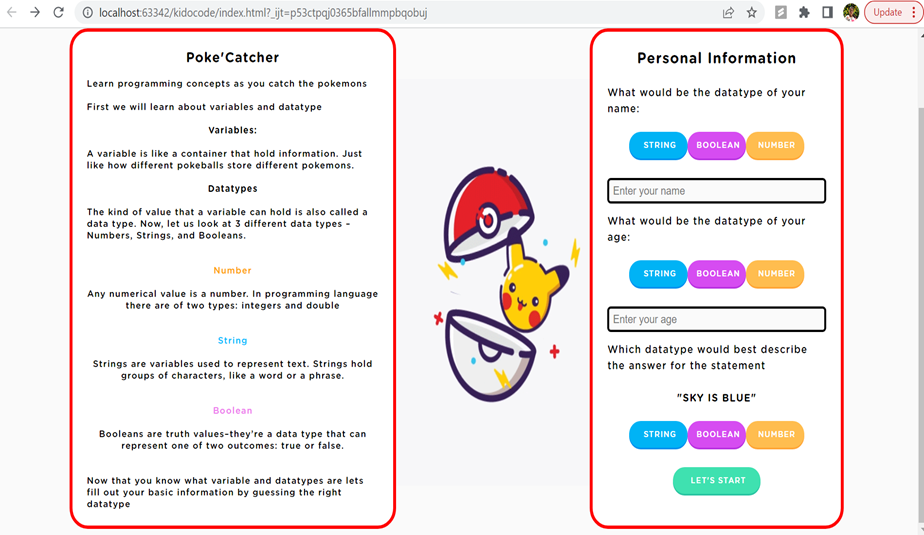 localhost:63342/kidocode/index.html?_ijt=p53ctpqj0365bfallmmpbqobuj
Update
Poke'Catcher
Learn programming concepts as you catch the pokemons
First we will learn about variables and datatype
Variables:
A variable is like a container that hold information. Just
like how different pokeballs store different pokemons.
Datatypes
The kind of value that a variable can hold is also called a
data type. Now, let us look at 3 different data types –
Numbers, Strings, and Booleans.
Number
Any numerical value is a number. In programming language
there are of two types: integers and double
String
Strings are variables used to represent text. Strings hold
groups of characters, like a word or a phrase.
Boolean
Booleans are truth values–they're a data type that can
represent one of two outcomes: true or false.
Now that you know what variable and datatypes are lets
fill out your basic information by guessing the right
datatype
Personal Information
What would be the datatype of your
name:
STRING BOOLEAN NUMBER
Enter your name
What would be the datatype of your
age:
STRING BOOLEAN NUMBER
Enter your age
Which datatype would best describe
the answer for the statement
"SKY IS BLUE"
STRING BOOLEAN NUMBER
LET'S START